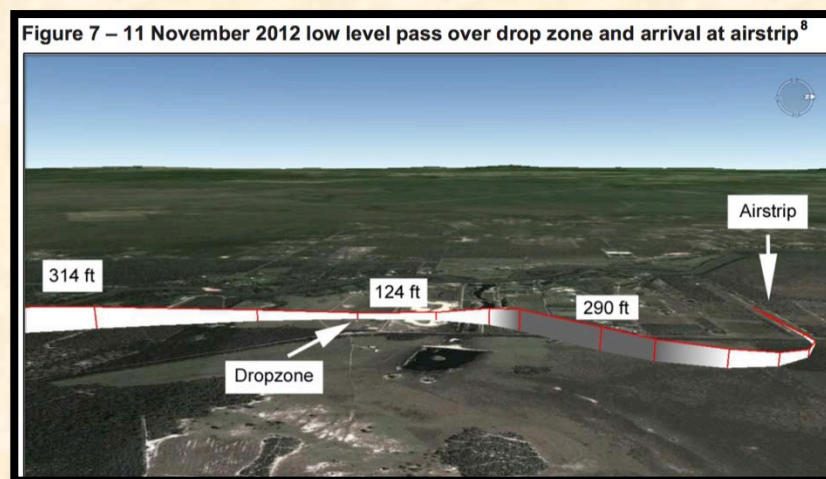 Figure 7 – 11 November 2012 low level pass over drop zone and arrival at airstrip8
Airstrip
314 ft
124 ft
290 ft
Dropzone